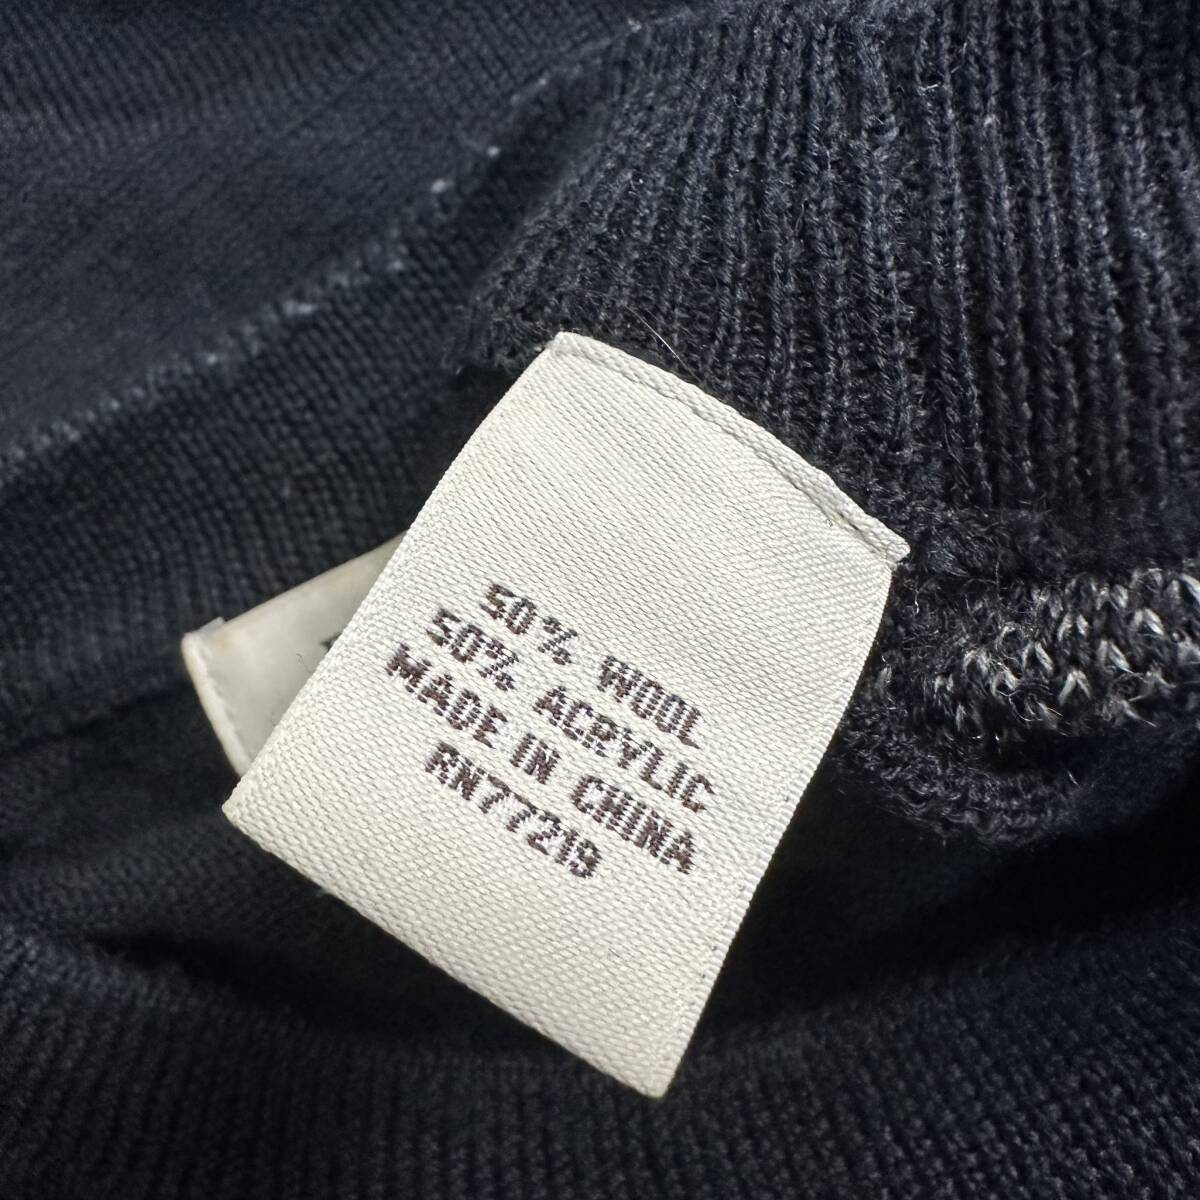 50% WOOL
50% ACRYLIC
MADE IN CHINA
RN77219